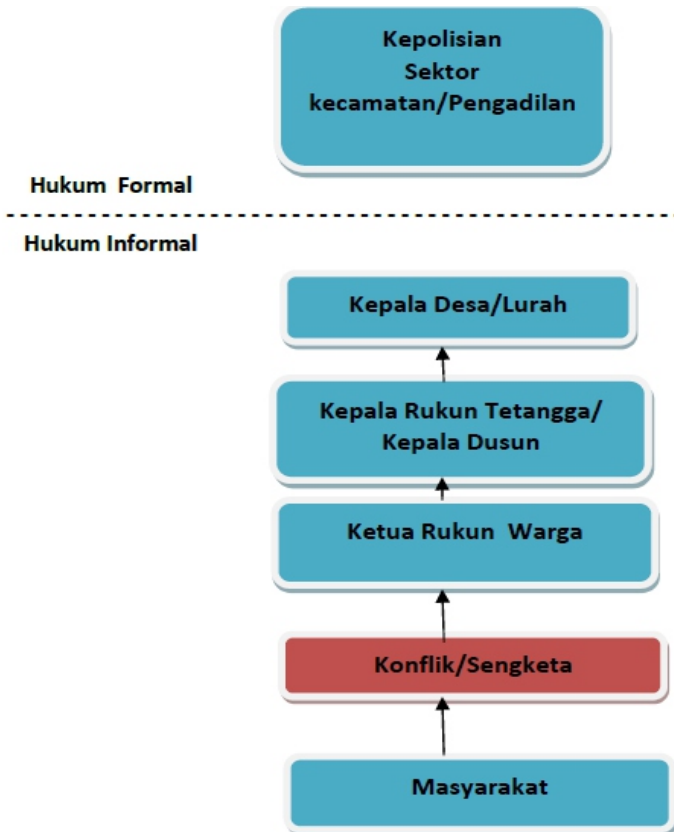 Kepolisian
Sektor
kecamatan/Pengadilan
Hukum Formal
Hukum Informal
Kepala Desa/Lurah
Kepala Rukun Tetangga/
Kepala Dusun
Ketua Rukun Warga
Konflik/Sengketa
Masyarakat